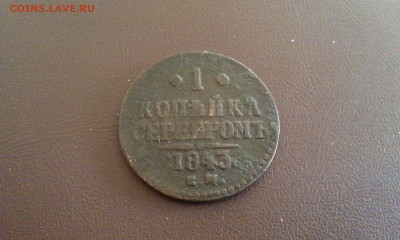 COINS.LAVE.RU
1
КОПѢЙКА
СЕРЕБРОМЪ
1843
Е.М.